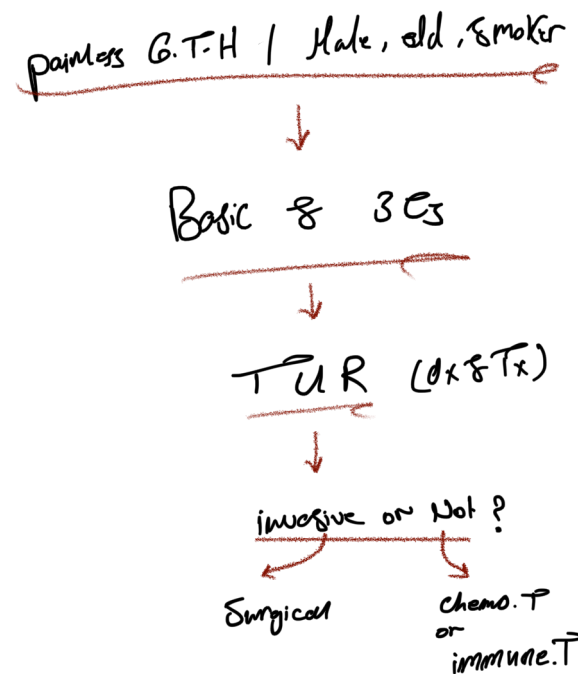 painless G.T.H / Male, old, smoker
Basic & 3Cs
TUR (dx & Tx)
invasive or Not ?
Surgical
chemo.T
or
immune.T